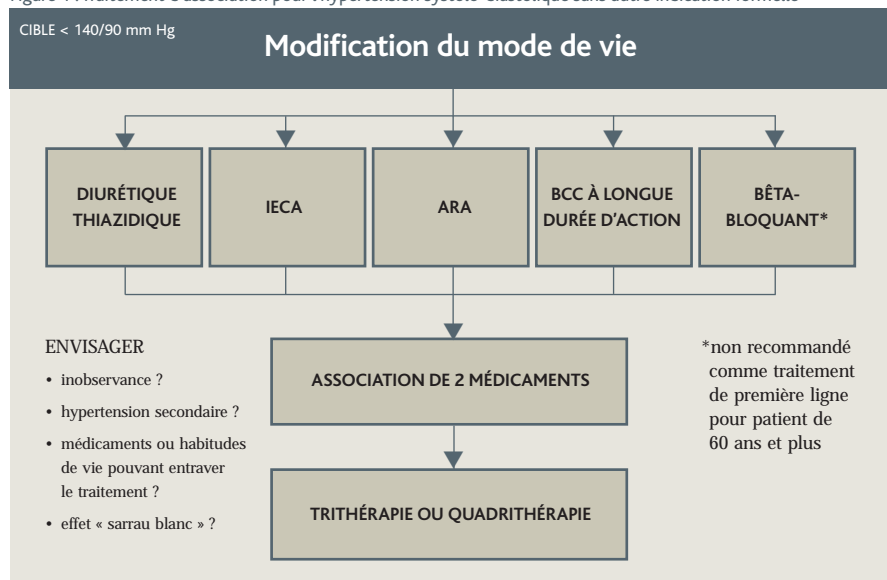 CIBLE < 140/90 mm Hg
Modification du mode de vie
DIURÉTIQUE
THIAZIDIQUE
IECA
ARA
BCC À LONGUE
DURÉE D'ACTION
BÊTA-
BLOQUANT*
ENVISAGER
• inobservance ?
• hypertension secondaire ?
• médicaments ou habitudes
de vie pouvant entraver
le traitement ?
• effet « sarrau blanc » ?
ASSOCIATION DE 2 MÉDICAMENTS
TRITHÉRAPIE OU QUADRITHÉRAPIE
*non recommandé
comme traitement
de première ligne
pour patient de
60 ans et plus